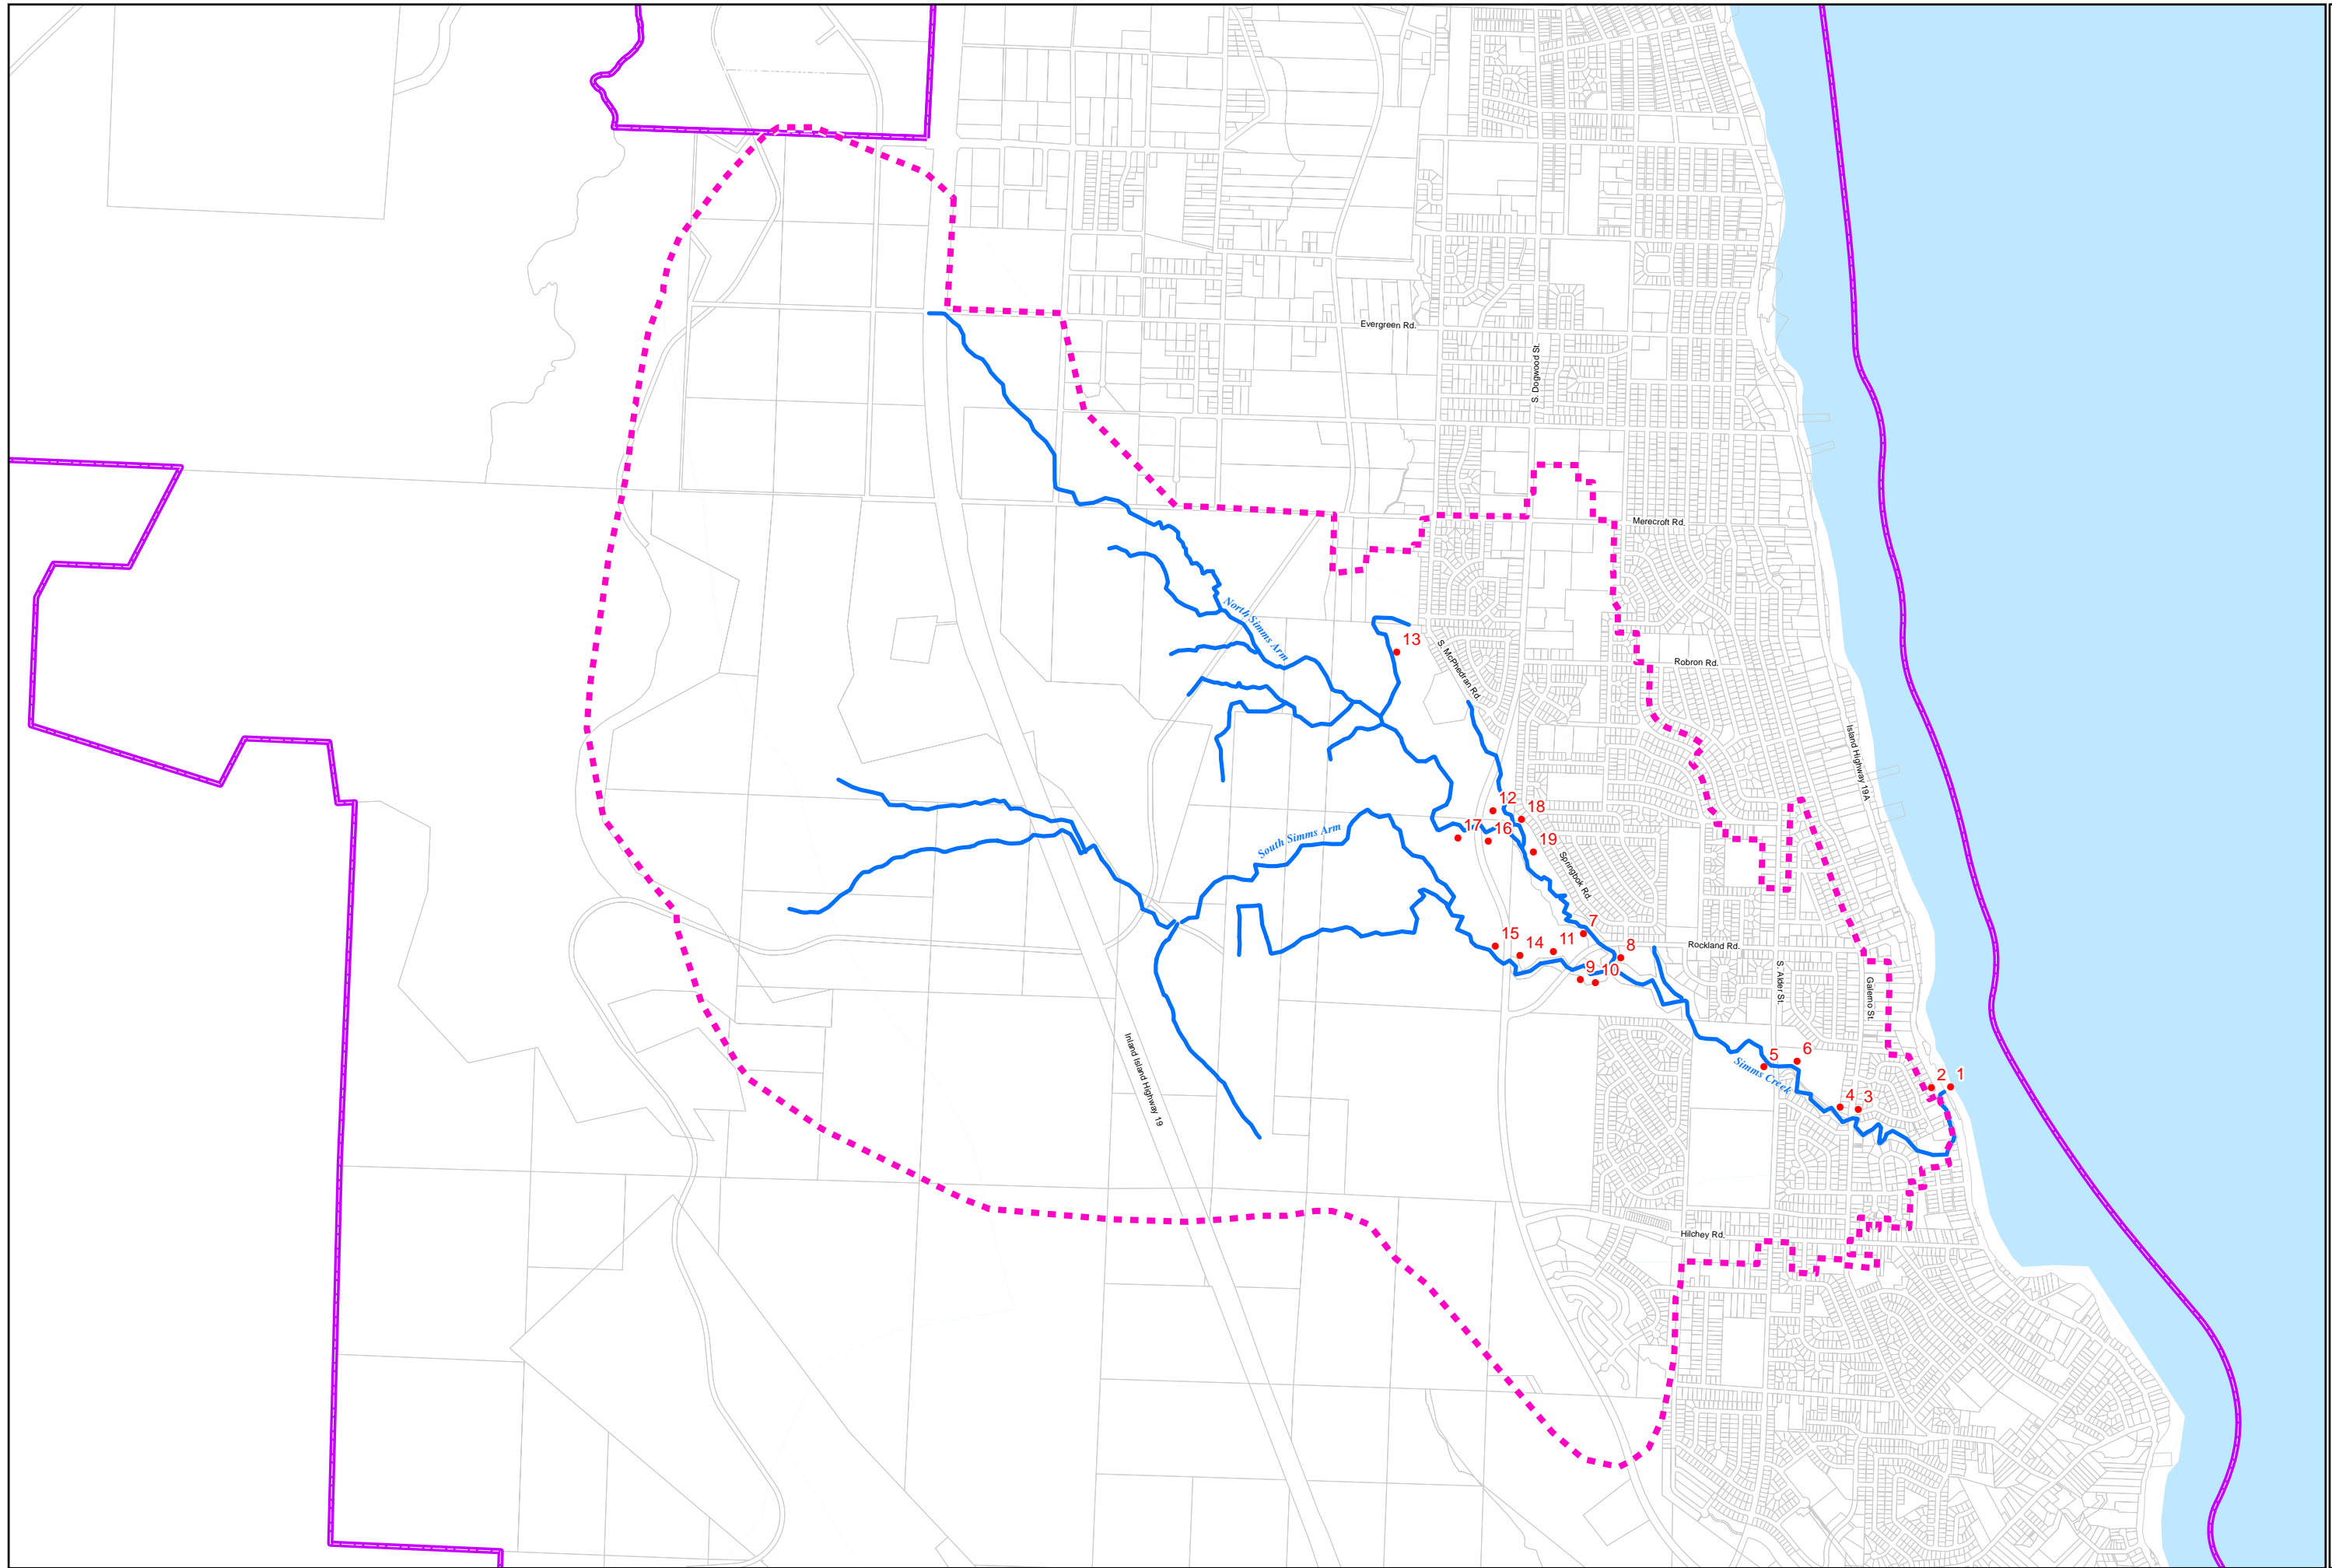 Evergreen Rd.
S. Dogwood St.
Merecroft Rd.
North Simms Arm
13
S. McPhedran Rd.
Robron Rd.
Island Highway 19A
12
18
17
16
19
South Simms Arm
Springbok Rd.
7
15
14
11
8
Rockland Rd.
9
10
S. Alder St.
Galerno St.
Inland Island Highway 19
5
6
Simms Creek
2
1
4
3
Hilchey Rd.